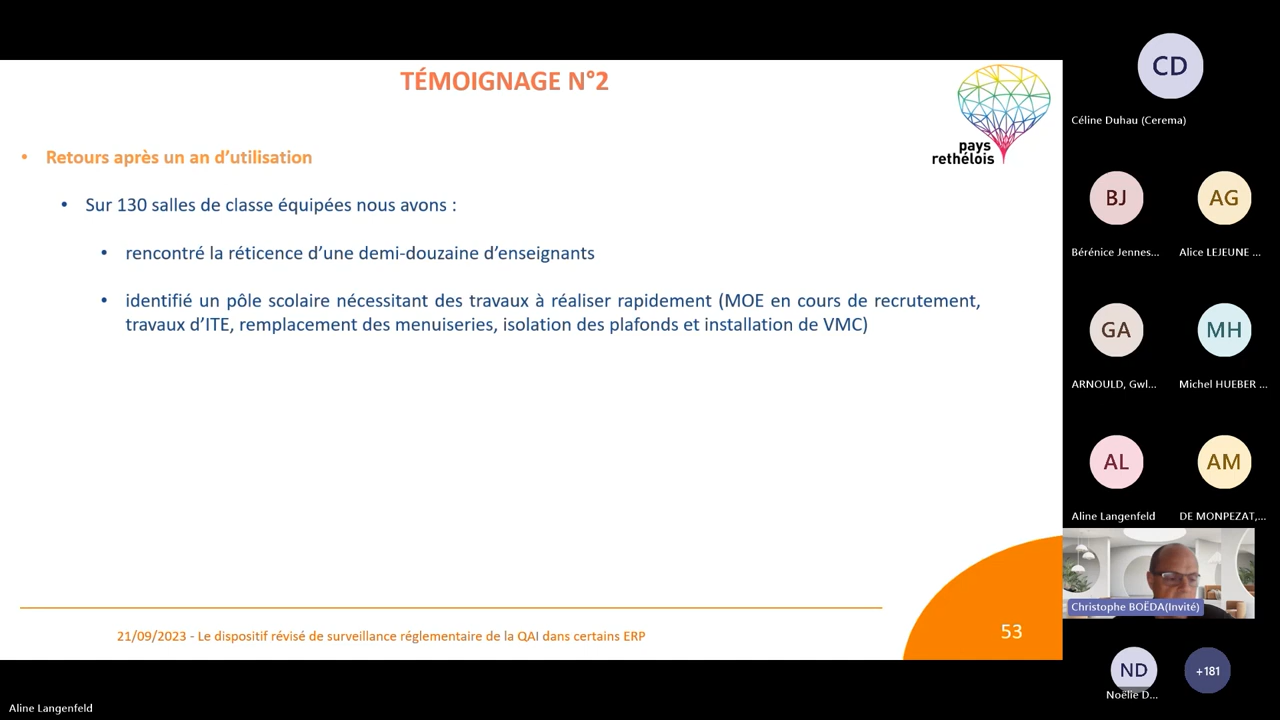 TÉMOIGNAGE N°2
pays
rethélois
• Retours après un an d’utilisation
• Sur 130 salles de classe équipées nous avons :
• rencontré la réticence d’une demi-douzaine d’enseignants
• identifié un pôle scolaire nécessitant des travaux à réaliser rapidement (MOE en cours de recrutement,
travaux d’ITE, remplacement des menuiseries, isolation des plafonds et installation de VMC)
21/09/2023 - Le dispositif révisé de surveillance réglementaire de la QAI dans certains ERP
53
Aline Langenfeld
CD
Céline Duhau (Cerema)
BJ
AG
Bérénice Jennes...
Alice LEJEUNE ...
GA
MH
ARNOULD, Gwl...
Michel HUEBER ...
AL
AM
Aline Langenfeld
DE MONPEZAT,...
Christophe BOËDA(Invité)
ND
+181
Noëlie D...